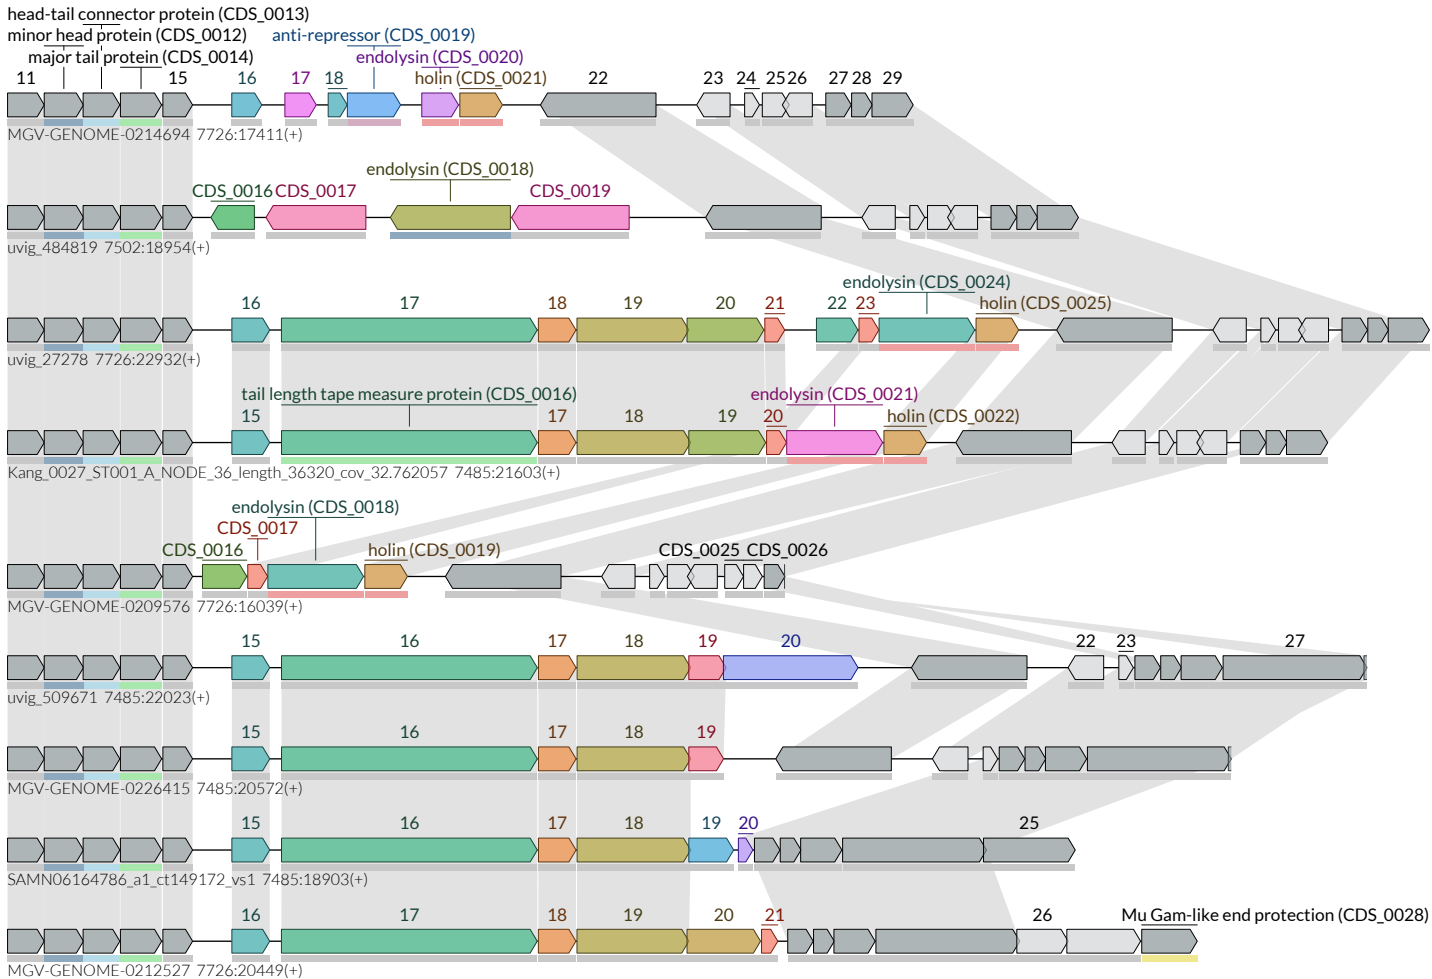 head-tail connector protein (CDS_0013)
minor head protein (CDS_0012) anti-repressor (CDS_0019)
major tail protein (CDS_0014) endolysin (CDS_0020)
11 15 16 17 18 holin (CDS_0021) 22 23 24 25 26 27 28 29
MGV-GENOME-0214694 7726:17411(+)
endolysin (CDS_0018)
CDS_0016 CDS_0017 CDS_0019
uvig_484819 7502:18954(+)
endolysin (CDS_0024)
16 17 18 19 20 21 22 23 holin (CDS_0025)
uvig_27278 7726:22932(+)
tail length tape measure protein (CDS_0016) endolysin (CDS_0021)
15 17 18 19 20 holin (CDS_0022)
Kang_0027_ST001_A_NODE_36_length_36320_cov_32.762057 7485:21603(+)
endolysin (CDS_0018)
CDS_0017
CDS_0016 holin (CDS_0019) CDS_0025 CDS_0026
MGV-GENOME-0209576 7726:16039(+)
15 16 17 18 19 20 22 23 27
uvig_509671 7485:22023(+)
15 16 17 18 19
MGV-GENOME-0226415 7485:20572(+)
15 16 17 18 19 20 25
SAMN06164786_a1_ct149172_vs1 7485:18903(+)
16 17 18 19 20 21 26 Mu Gam-like end protection (CDS_0028)
MGV-GENOME-0212527 7726:20449(+)